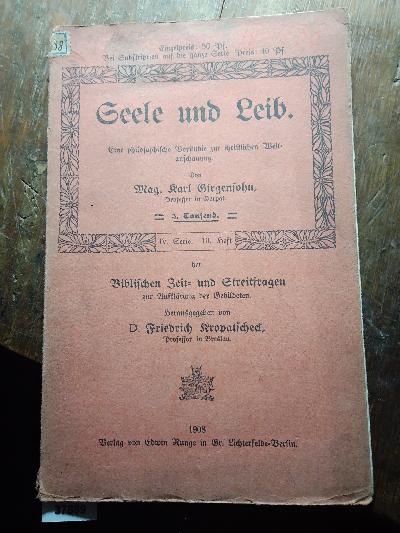 38
Einzelpreis: 50 Pf.
Bei Subskription auf die ganze Serie Preis: 40 Pf.
Seele und Leib.
Eine philosophische Vorstudie zur christlichen Welt-
anschauung
Von
Mag. Karl Girgensohn,
Professor in Dorpat
3. Tausend.
IV. Serie. 10. Heft
der
Biblischen Zeit- und Streitfragen
zur Aufklärung der Gebildeten.
Herausgegeben von
D. Friedrich Kropatscheck,
Professor in Breslau.
1908
Verlag von Edwin Runge in Gr. Lichterfelde-Berlin.